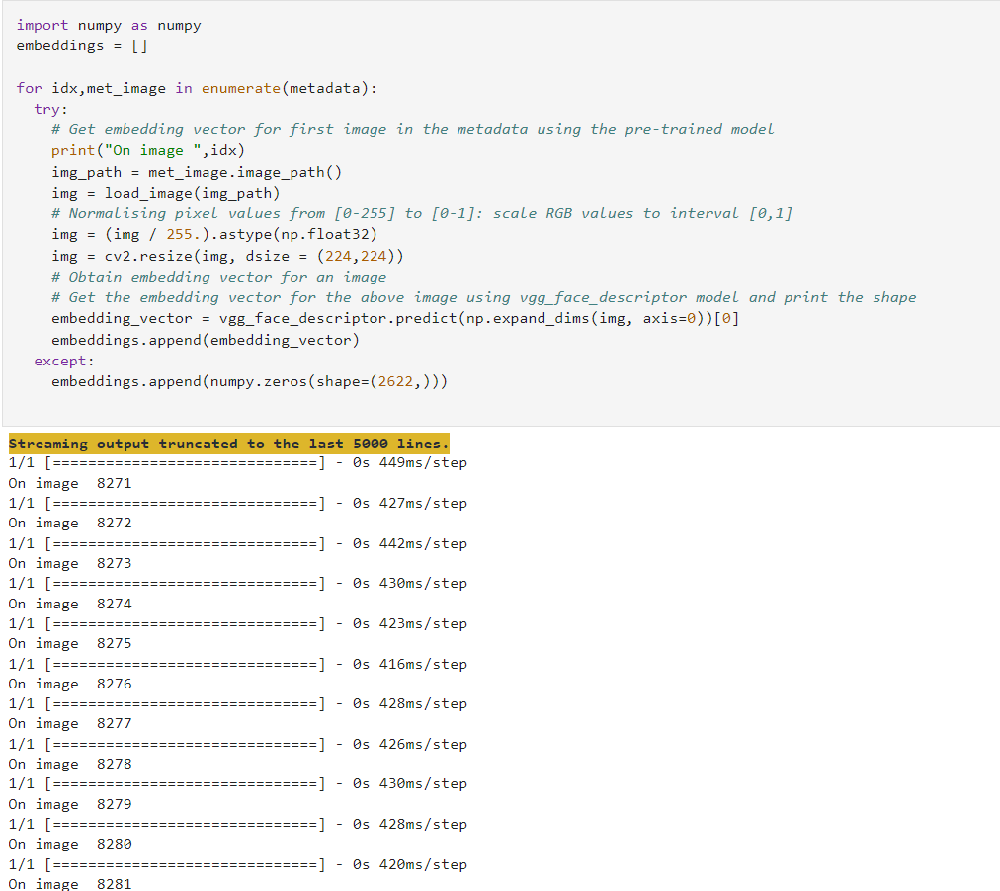 import numpy as numpy
embeddings = []
for idx,met_image in enumerate(metadata):
  try:
    # Get embedding vector for first image in the metadata using the pre-trained model
    print("On image ",idx)
    img_path = met_image.image_path()
    img = load_image(img_path)
    # Normalising pixel values from [0-255] to [0-1]: scale RGB values to interval [0,1]
    img = (img / 255.).astype(np.float32)
    img = cv2.resize(img, dsize = (224,224))
    # Obtain embedding vector for an image
    # Get the embedding vector for the above image using vgg_face_descriptor model and print the shape
    embedding_vector = vgg_face_descriptor.predict(np.expand_dims(img, axis=0))[0]
    embeddings.append(embedding_vector)
  except:
    embeddings.append(numpy.zeros(shape=(2622,)))
Streaming output truncated to the last 5000 lines.
1/1 [==============================] - 0s 449ms/step
On image  8271
1/1 [==============================] - 0s 427ms/step
On image  8272
1/1 [==============================] - 0s 442ms/step
On image  8273
1/1 [==============================] - 0s 430ms/step
On image  8274
1/1 [==============================] - 0s 423ms/step
On image  8275
1/1 [==============================] - 0s 416ms/step
On image  8276
1/1 [==============================] - 0s 428ms/step
On image  8277
1/1 [==============================] - 0s 426ms/step
On image  8278
1/1 [==============================] - 0s 430ms/step
On image  8279
1/1 [==============================] - 0s 428ms/step
On image  8280
1/1 [==============================] - 0s 420ms/step
On image  8281